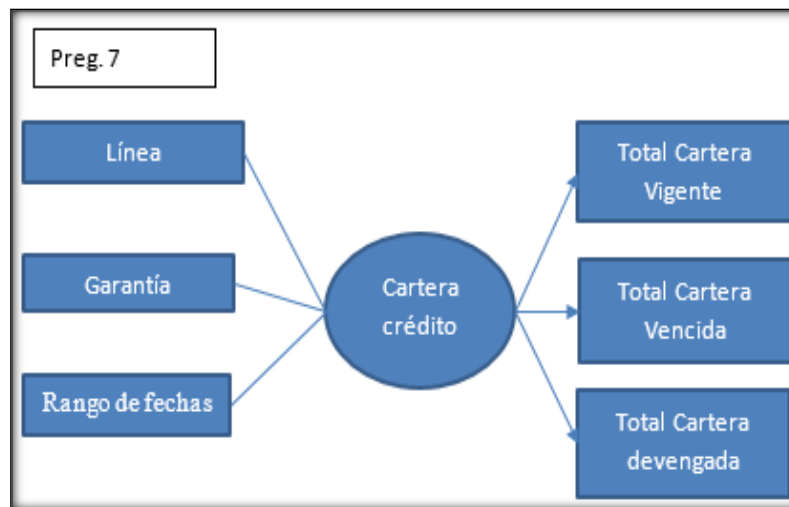 Preg. 7
Línea
Garantía
Rango de fechas
Cartera
crédito
Total Cartera
Vigente
Total Cartera
Vencida
Total Cartera
devengada